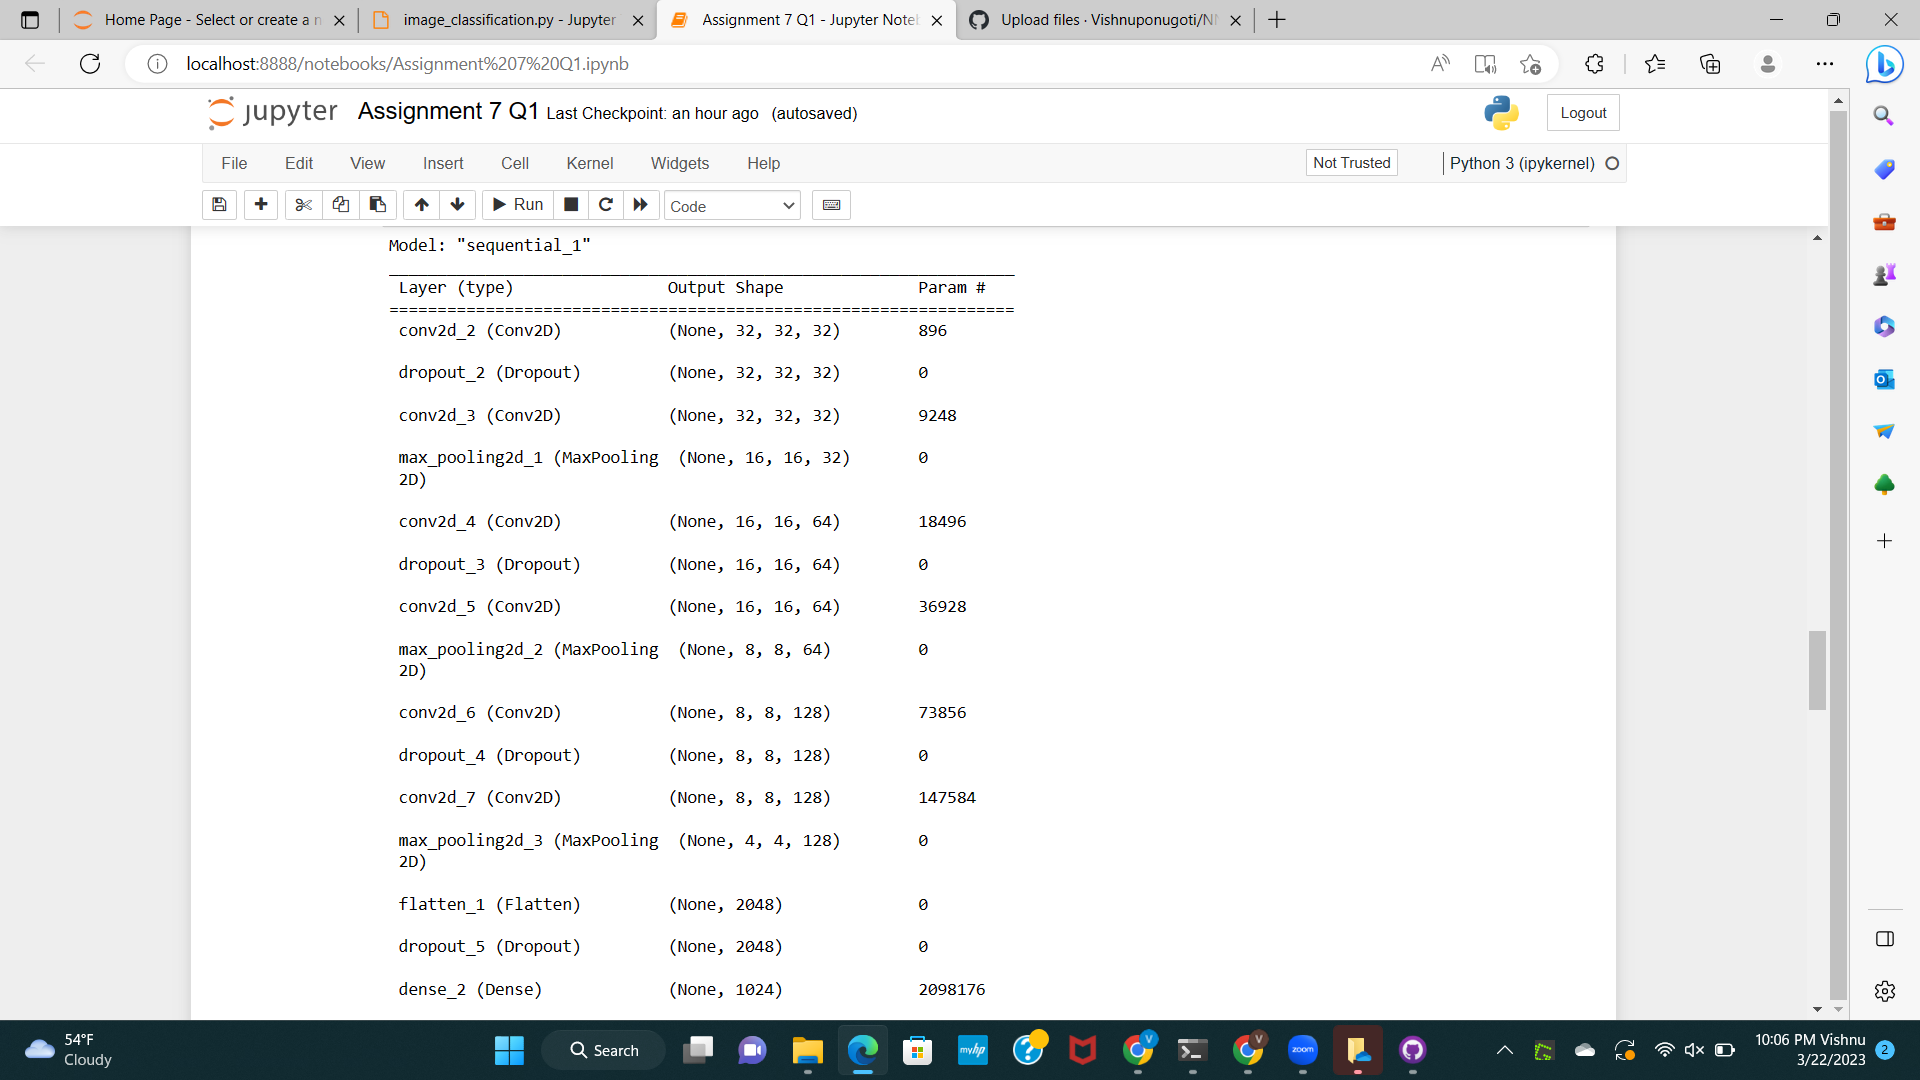 Home Page - Select or create a n
image_classification.py - Jupyter
Assignment 7 Q1 - Jupyter Note
Upload files · Vishnuponugoti/N
localhost:8888/notebooks/Assignment%207%20Q1.ipynb
jupyter Assignment 7 Q1 Last Checkpoint: an hour ago (autosaved)
Logout
File Edit View Insert Cell Kernel Widgets Help
Not Trusted
Python 3 (ipykernel)
Run
Code
Model: "sequential_1"
Layer (type) Output Shape Param #
=================================================================
conv2d_2 (Conv2D) (None, 32, 32, 32) 896
dropout_2 (Dropout) (None, 32, 32, 32) 0
conv2d_3 (Conv2D) (None, 32, 32, 32) 9248
max_pooling2d_1 (MaxPooling (None, 16, 16, 32) 0
2D)
conv2d_4 (Conv2D) (None, 16, 16, 64) 18496
dropout_3 (Dropout) (None, 16, 16, 64) 0
conv2d_5 (Conv2D) (None, 16, 16, 64) 36928
max_pooling2d_2 (MaxPooling (None, 8, 8, 64) 0
2D)
conv2d_6 (Conv2D) (None, 8, 8, 128) 73856
dropout_4 (Dropout) (None, 8, 8, 128) 0
conv2d_7 (Conv2D) (None, 8, 8, 128) 147584
max_pooling2d_3 (MaxPooling (None, 4, 4, 128) 0
2D)
flatten_1 (Flatten) (None, 2048) 0
dropout_5 (Dropout) (None, 2048) 0
dense_2 (Dense) (None, 1024) 2098176
54°F
Cloudy
Search
myhp
V
V
zoom
10:06 PM Vishnu
3/22/2023
2